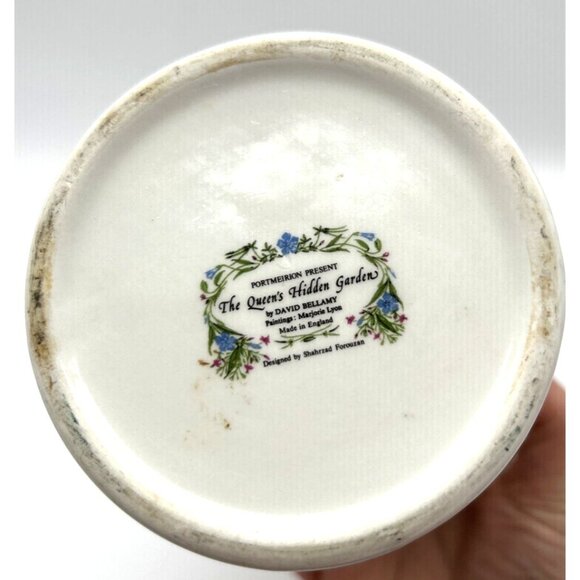 PORTMEIRION PRESENT
The Queen's Hidden Garden
by DAVID BELLAMY
Paintings: Marjorie Lyon
Made in England
Designed by Shahrzad Forouzan